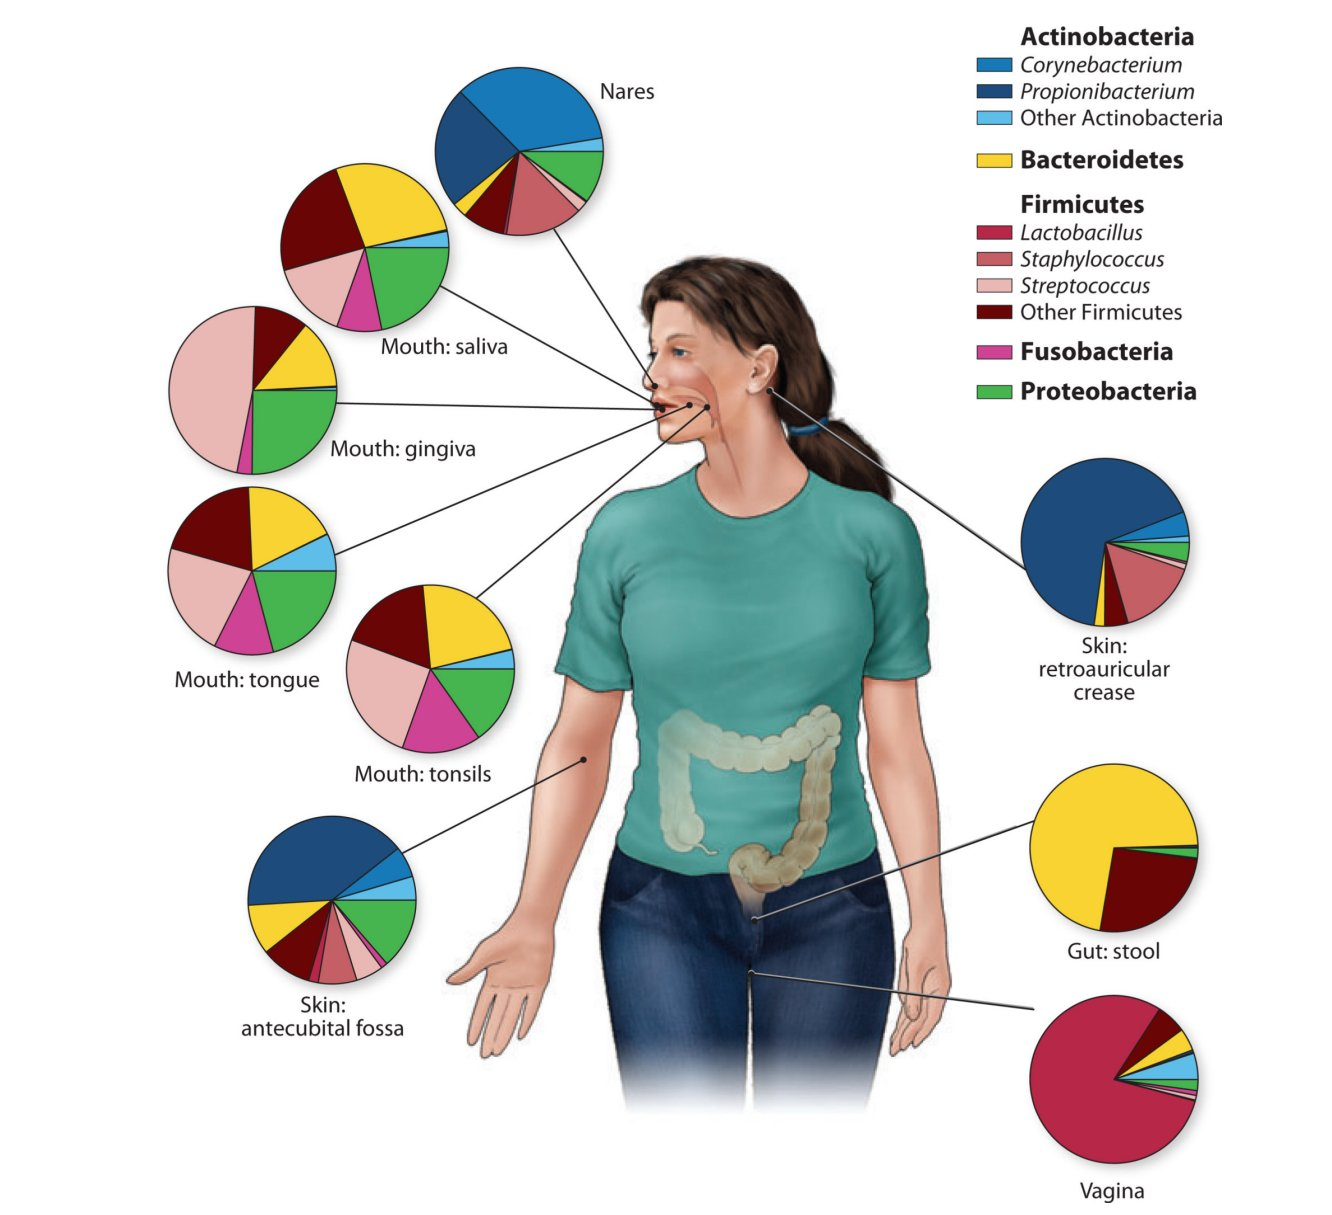 Actinobacteria
Corynebacterium
Propionibacterium
Other Actinobacteria
Bacteroidetes
Firmicutes
Lactobacillus
Staphylococcus
Streptococcus
Other Firmicutes
Fusobacteria
Proteobacteria
Nares
Mouth: saliva
Mouth: gingiva
Mouth: tongue
Mouth: tonsils
Skin:
antecubital fossa
Skin:
retroauricular
crease
Gut: stool
Vagina